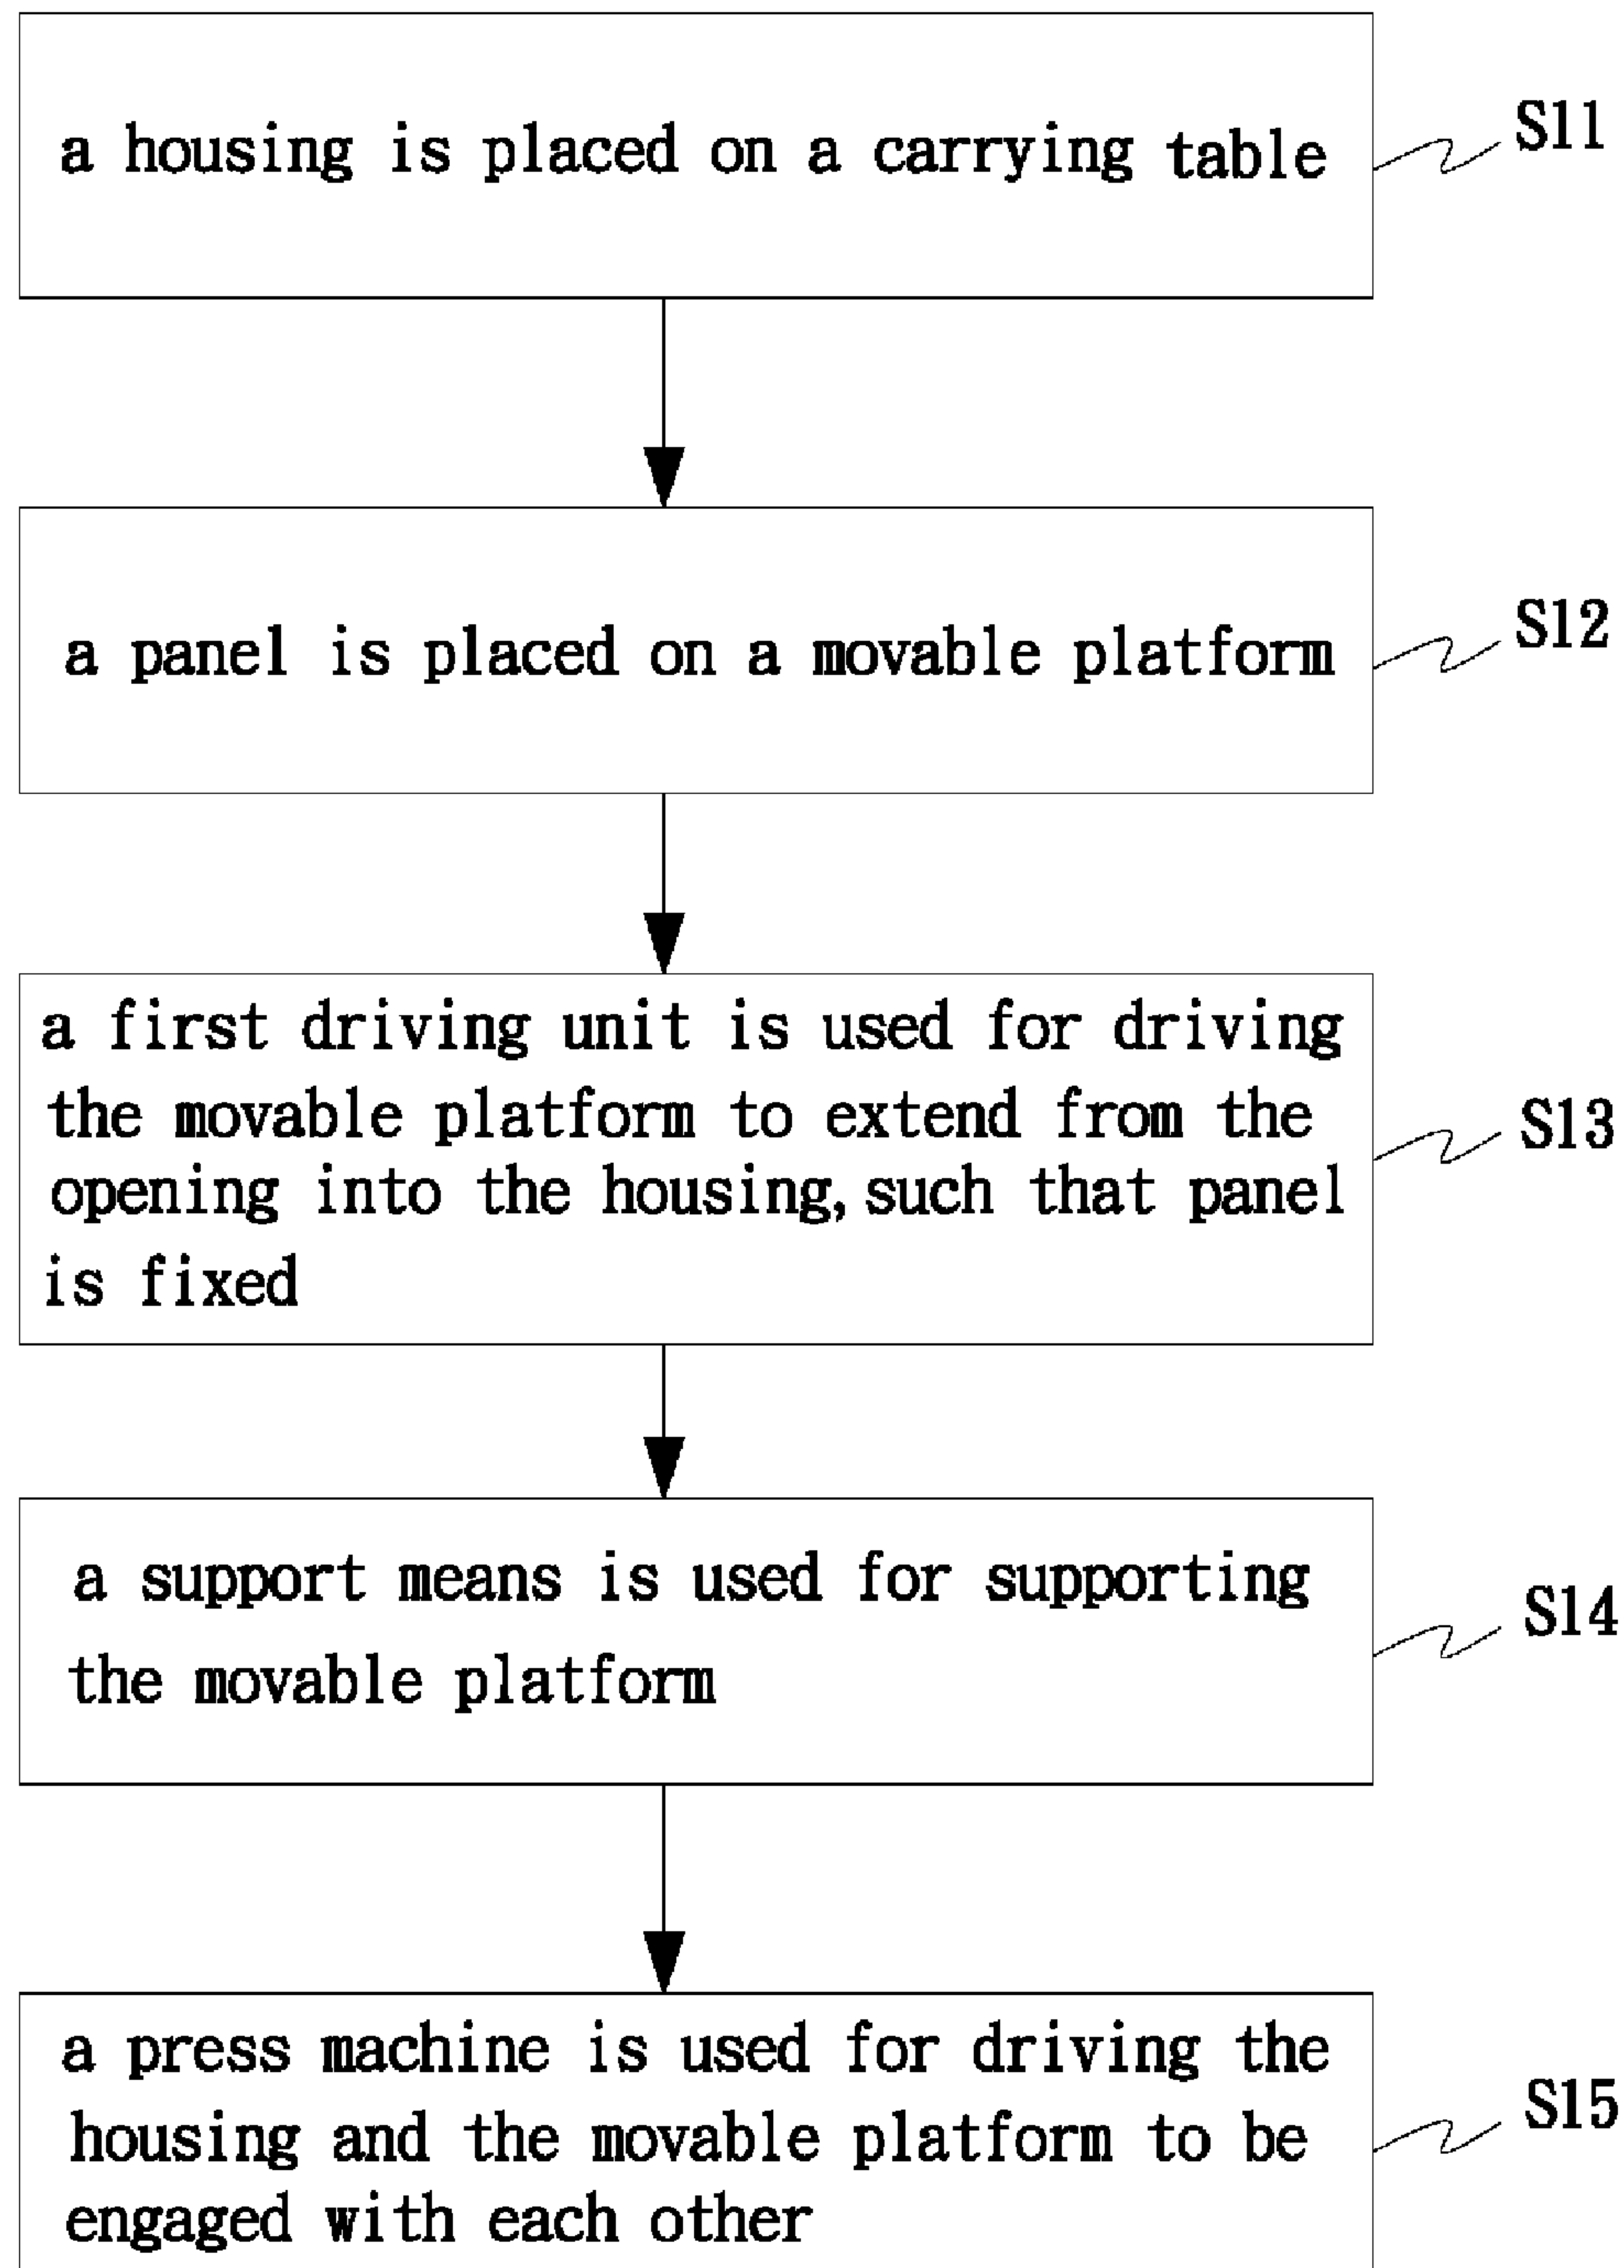 a housing is placed on a carrying table
S11
a panel is placed on a movable platform
S12
a first driving unit is used for driving
the movable platform to extend from the
opening into the housing, such that panel
is fixed
S13
a support means is used for supporting
the movable platform
S14
a press machine is used for driving the
housing and the movable platform to be
engaged with each other
S15